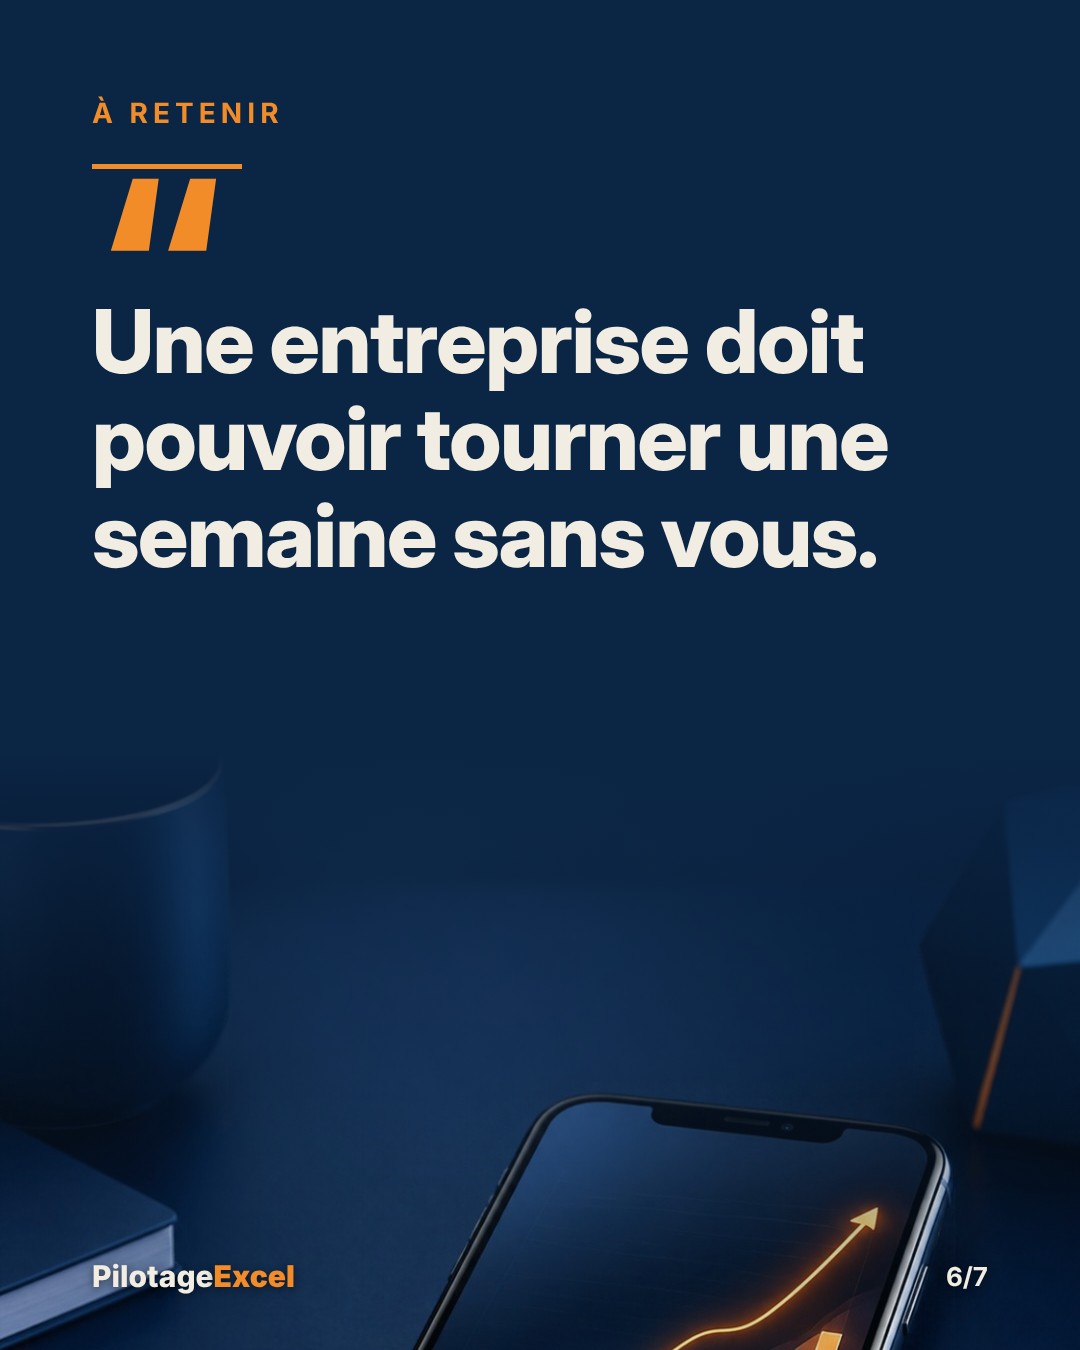 À RETENIR
"
Une entreprise doit
pouvoir tourner une
semaine sans vous.
PilotageExcel
6/7